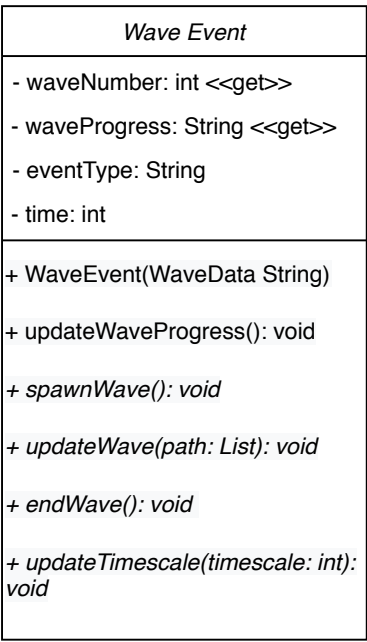 Wave Event
- waveNumber: int <<get>>
- waveProgress: String <<get>>
- eventType: String
- time: int
+ WaveEvent(WaveData String)
+ updateWaveProgress(): void
+ spawnWave(): void
+ updateWave(path: List): void
+ endWave(): void
+ updateTimescale(timescale: int):
void